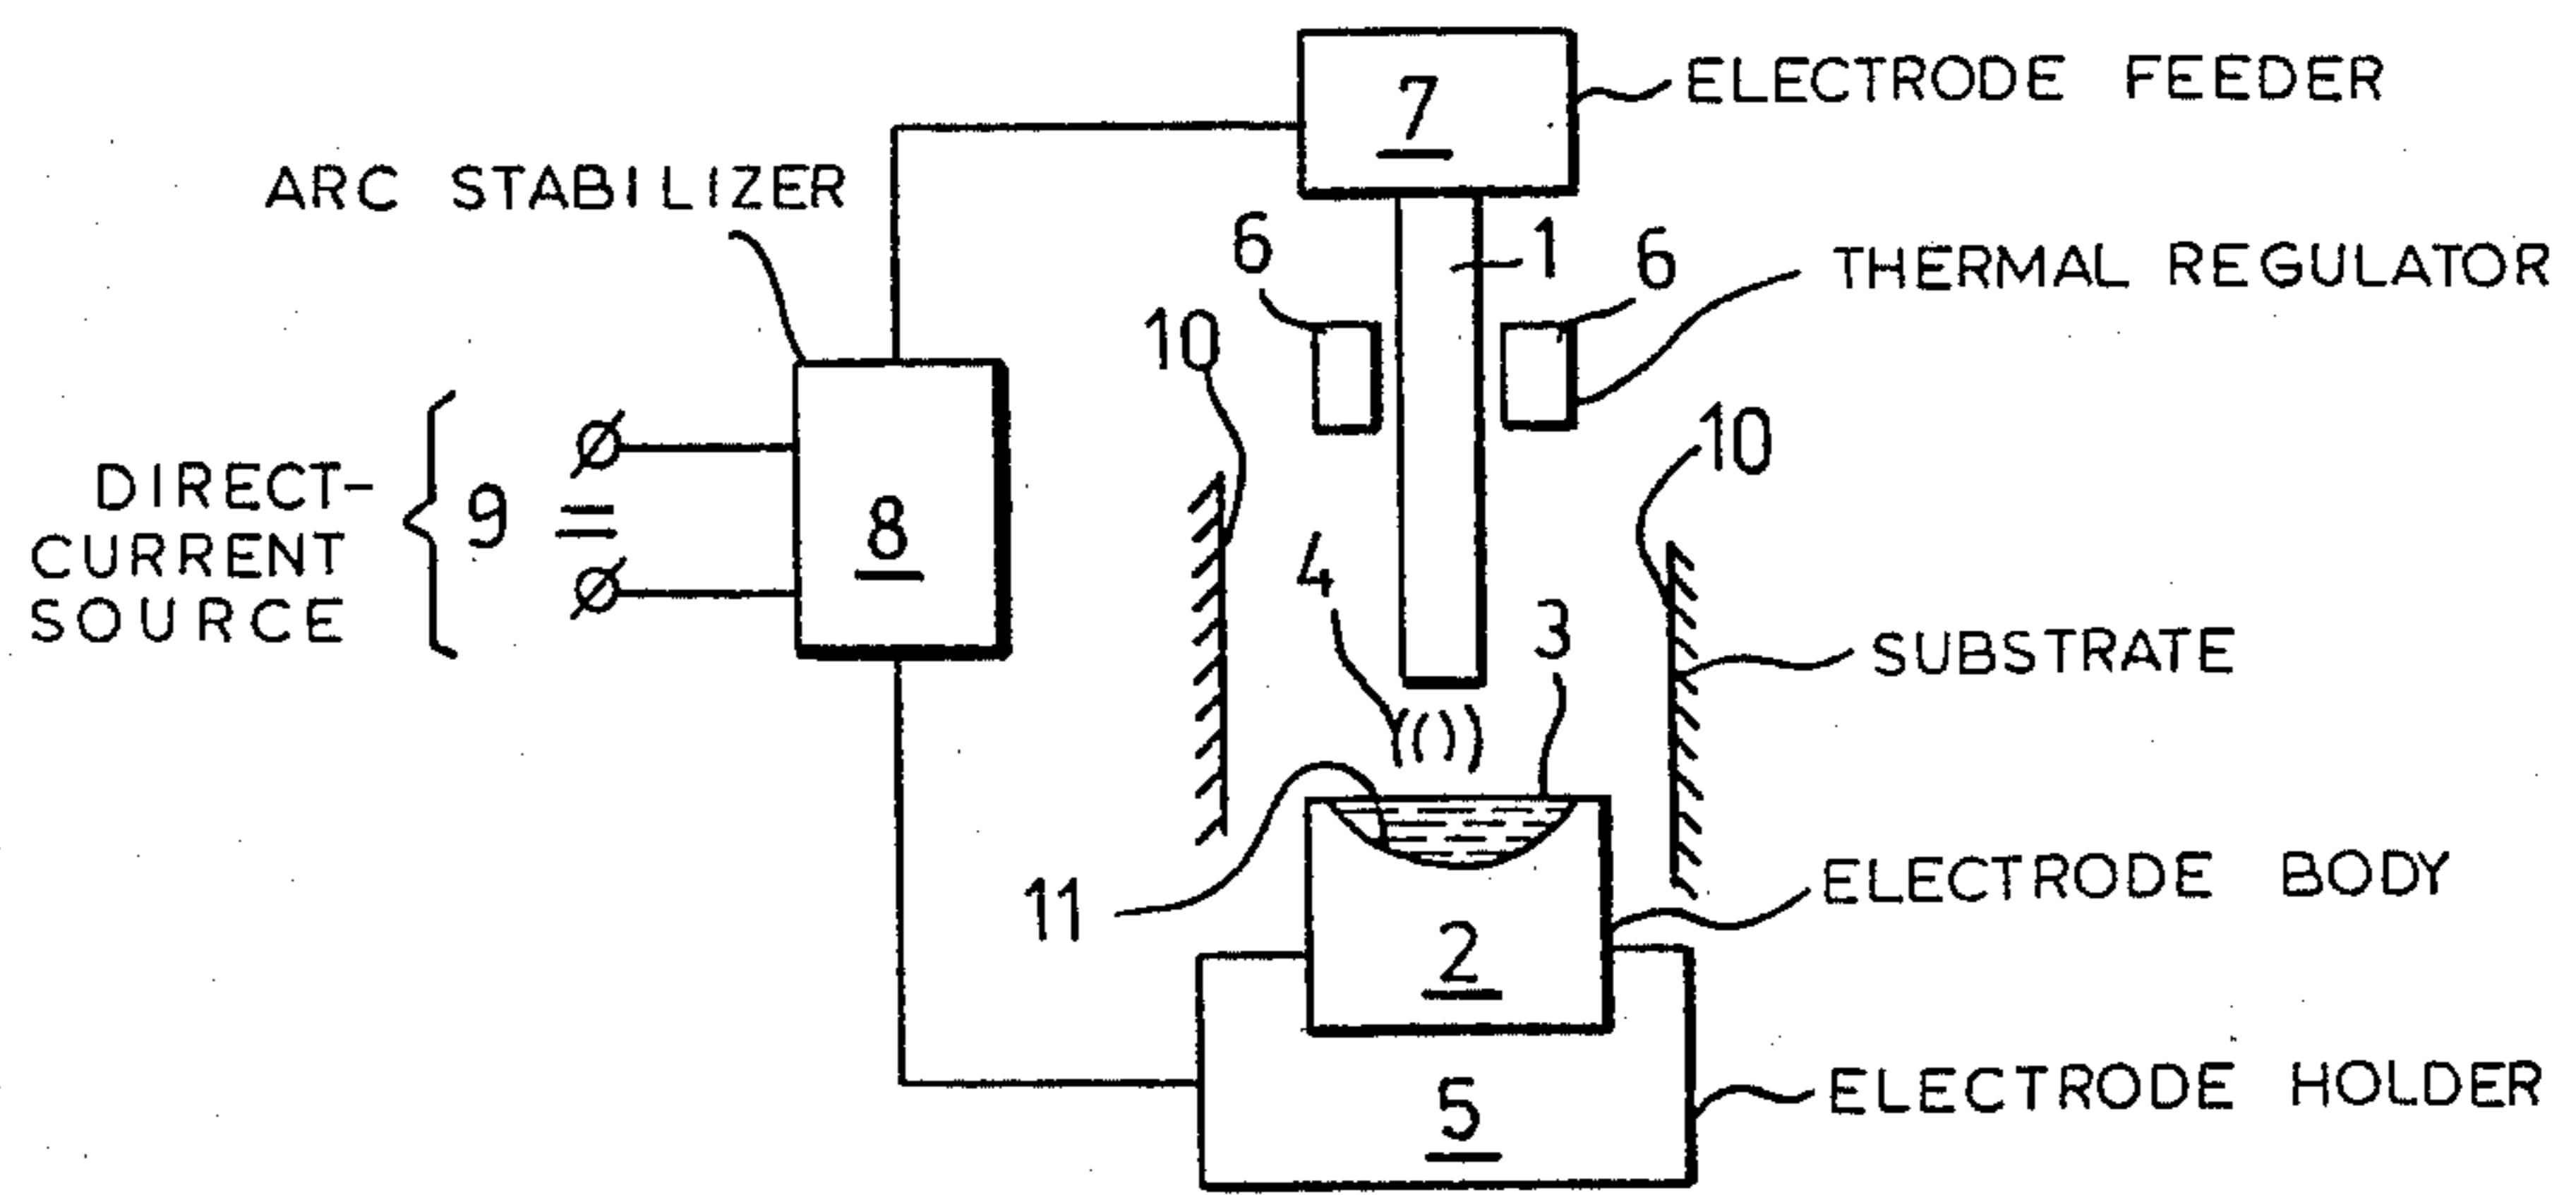 7
ELECTRODE FEEDER
ARC STABILIZER
6
1
6
THERMAL REGULATOR
10
10
DIRECT-
CURRENT
SOURCE
9
=
8
4
3
SUBSTRATE
11
2
ELECTRODE BODY
5
ELECTRODE HOLDER